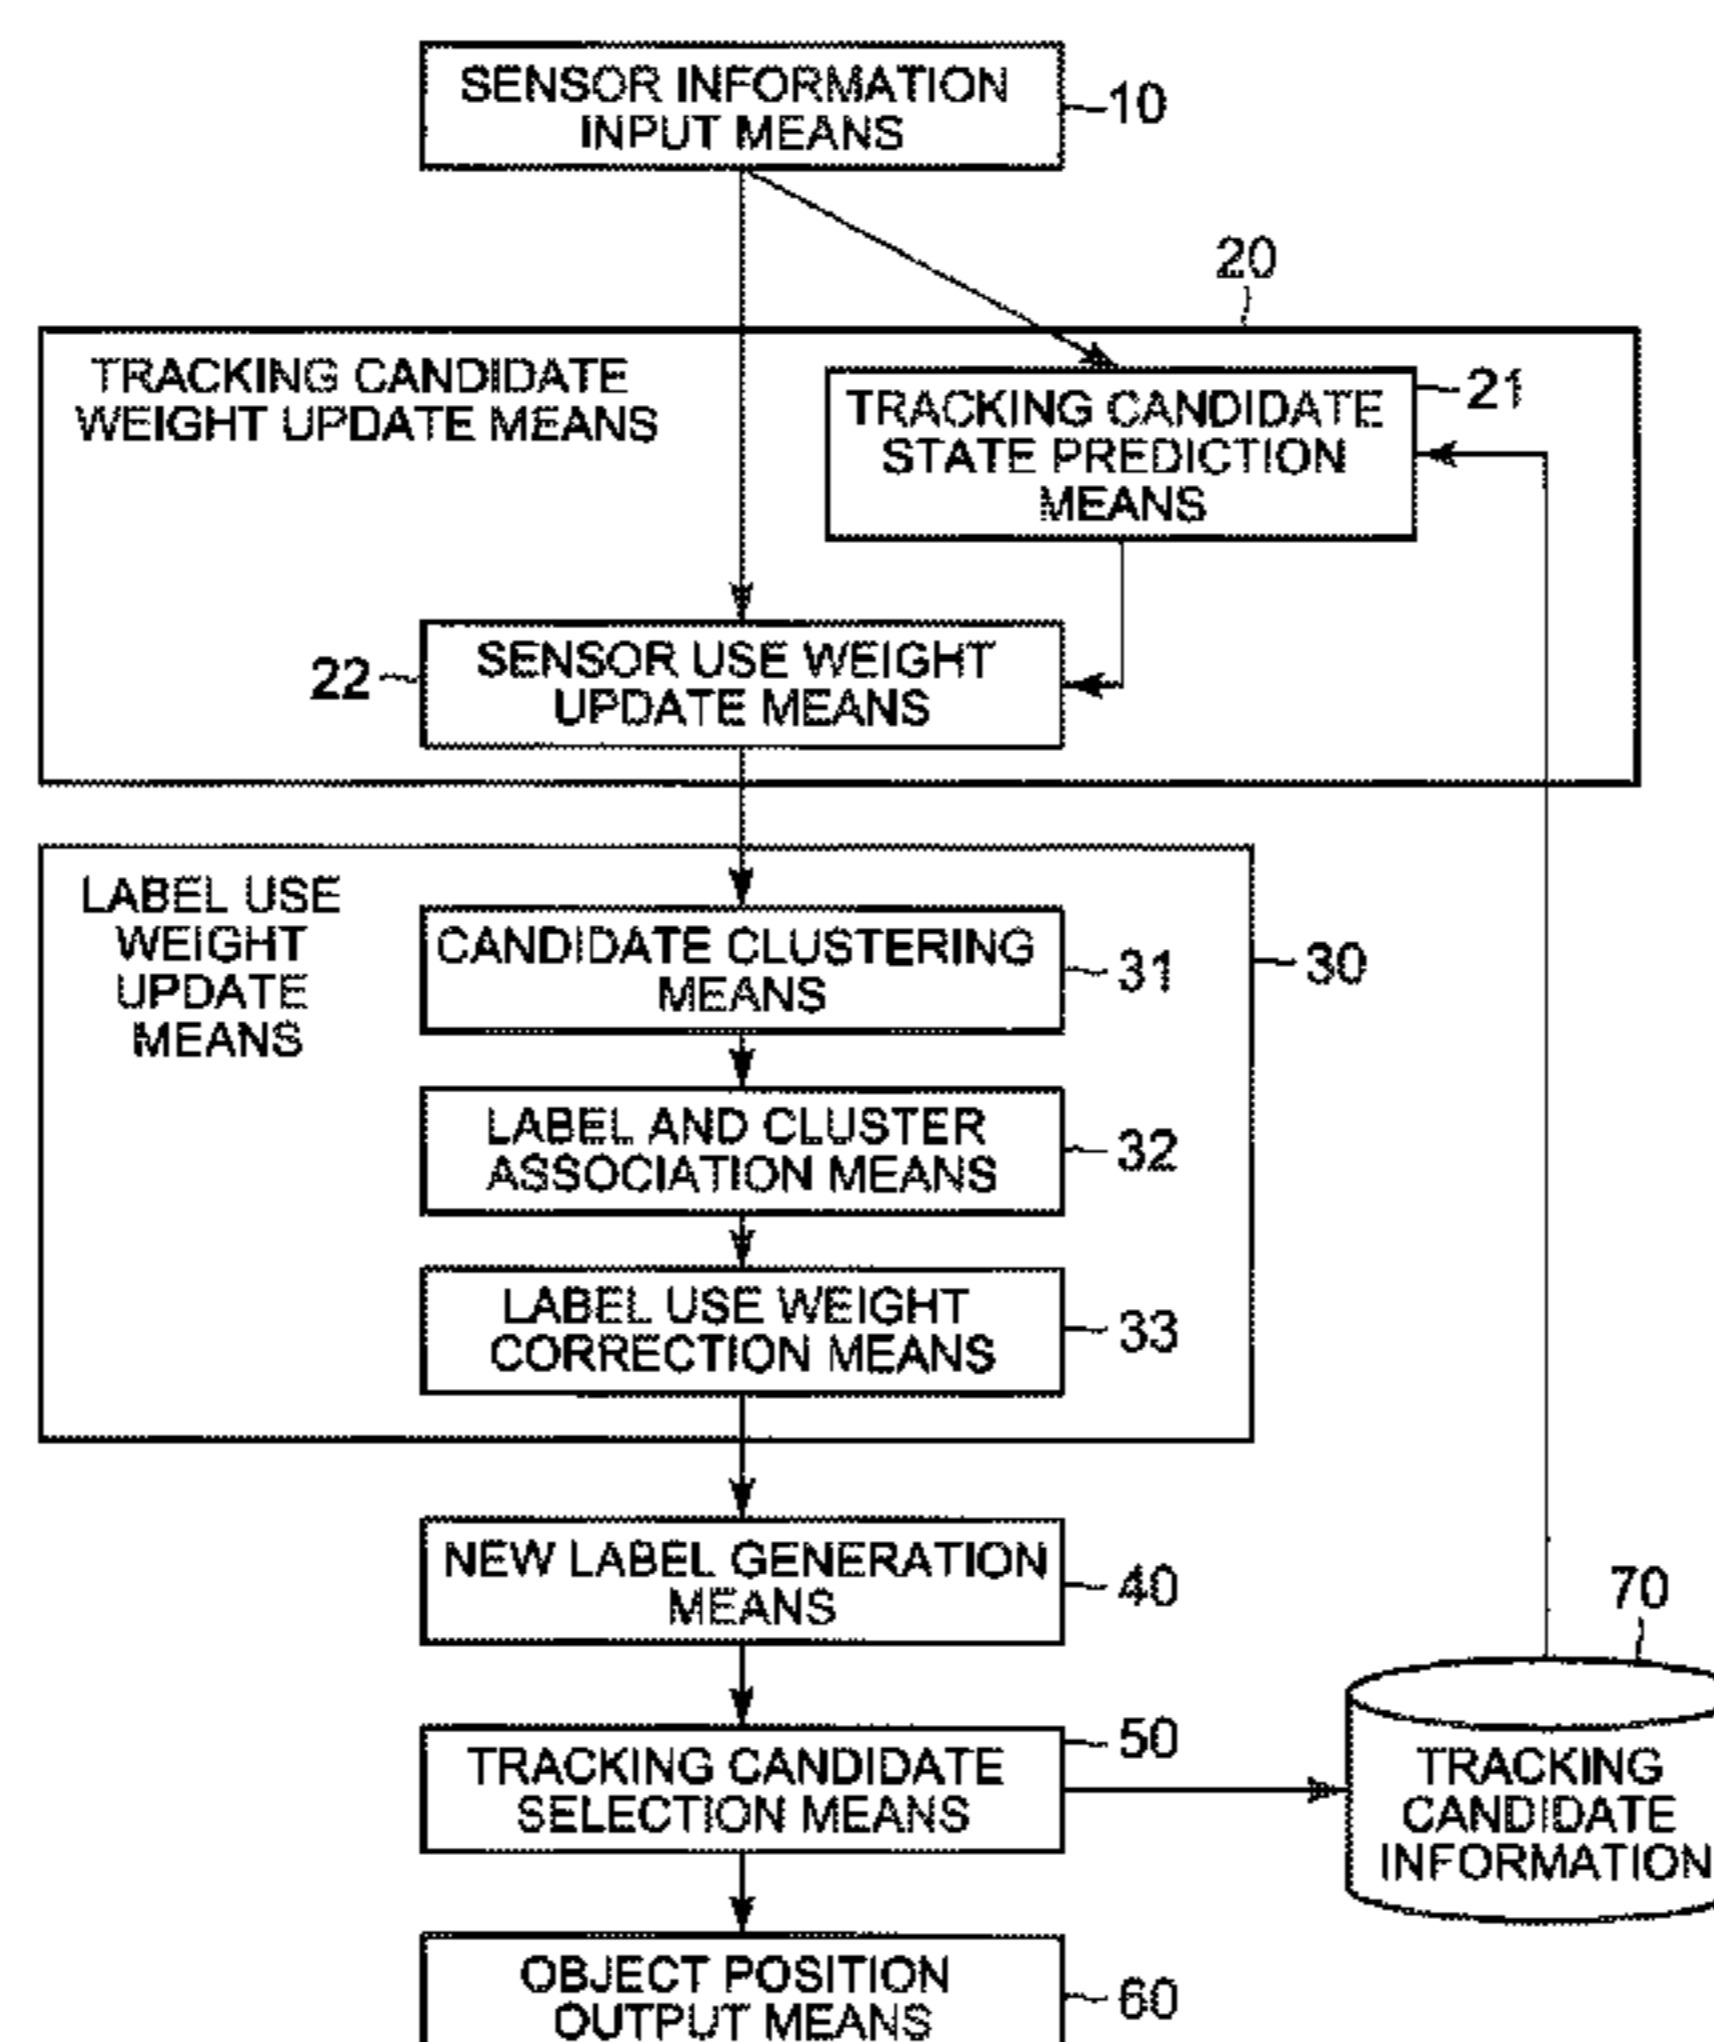 SENSOR INFORMATION
INPUT MEANS
10
20
TRACKING CANDIDATE
WEIGHT UPDATE MEANS
21
TRACKING CANDIDATE
STATE PREDICTION
MEANS
22
SENSOR USE WEIGHT
UPDATE MEANS
LABEL USE
WEIGHT
UPDATE
MEANS
CANDIDATE CLUSTERING
MEANS
31
30
LABEL AND CLUSTER
ASSOCIATION MEANS
32
LABEL USE WEIGHT
CORRECTION MEANS
33
NEW LABEL GENERATION
MEANS
40
70
TRACKING CANDIDATE
SELECTION MEANS
50
TRACKING
CANDIDATE
INFORMATION
OBJECT POSITION
OUTPUT MEANS
60